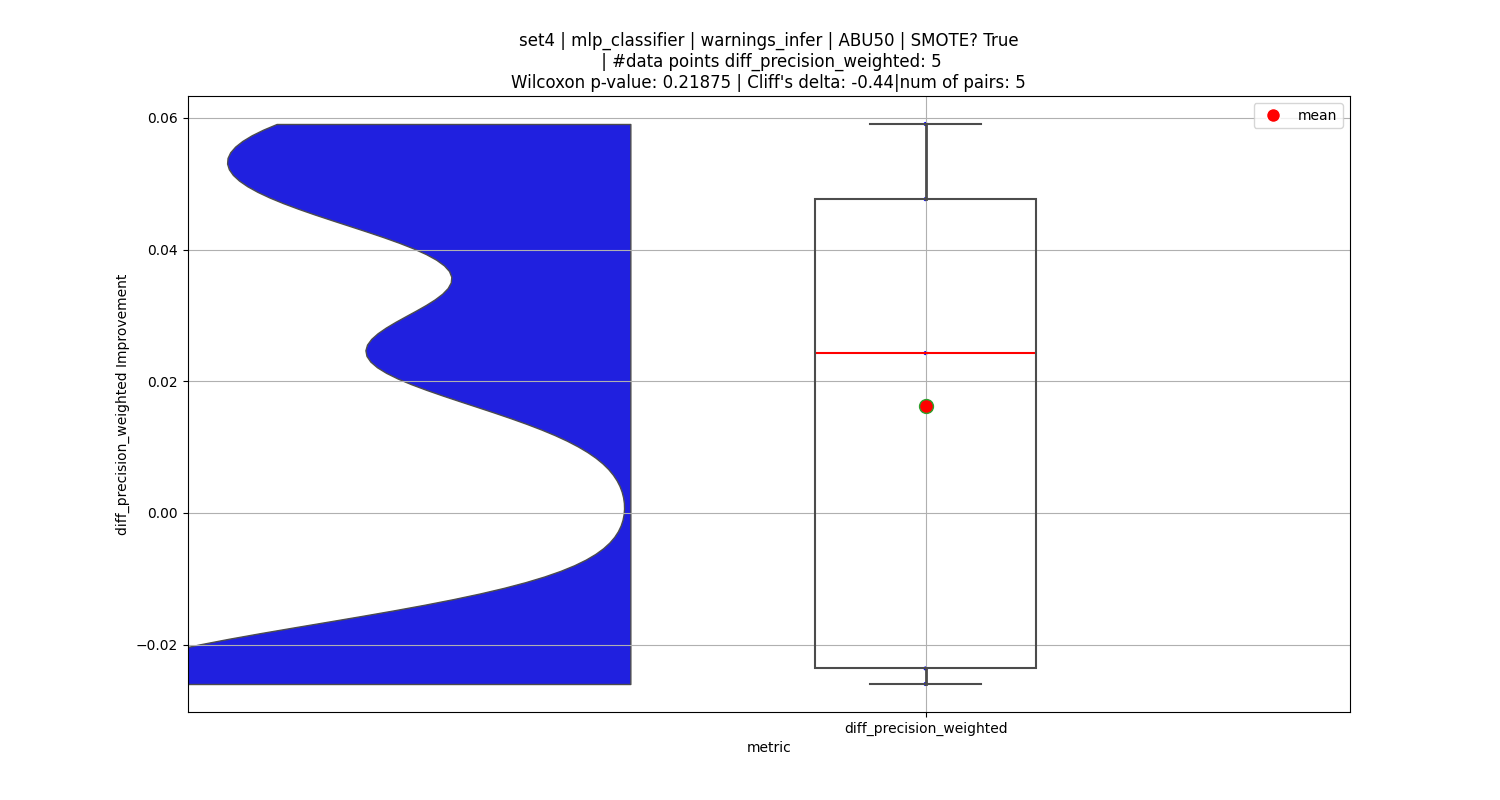 set4 | mlp_classifier | warnings_infer | ABU50 | SMOTE? True
| #data points diff_precision_weighted: 5
Wilcoxon p-value: 0.21875 | Cliff's delta: -0.44|num of pairs: 5
mean
0.06
0.04
0.02
0.00
−0.02
diff_precision_weighted Improvement
diff_precision_weighted
metric